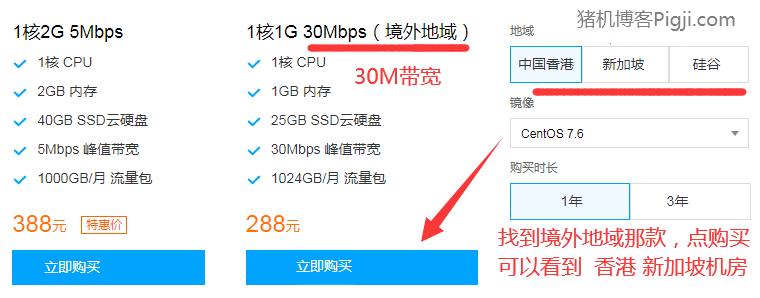 1核2G 5Mbps
1核 CPU
2GB 内存
40GB SSD云硬盘
5Mbps 峰值带宽
1000GB/月 流量包
388元 特惠价
立即购买
1核1G 30Mbps（境外地域）
30M带宽
1核 CPU
1GB 内存
25GB SSD云硬盘
30Mbps 峰值带宽
1024GB/月 流量包
288元
立即购买
猪机博客Pigji.com
地域
中国香港 新加坡 硅谷
镜像
CentOS 7.6
购买时长
1年 3年
找到境外地域那款，点购买
可以看到 香港 新加坡机房